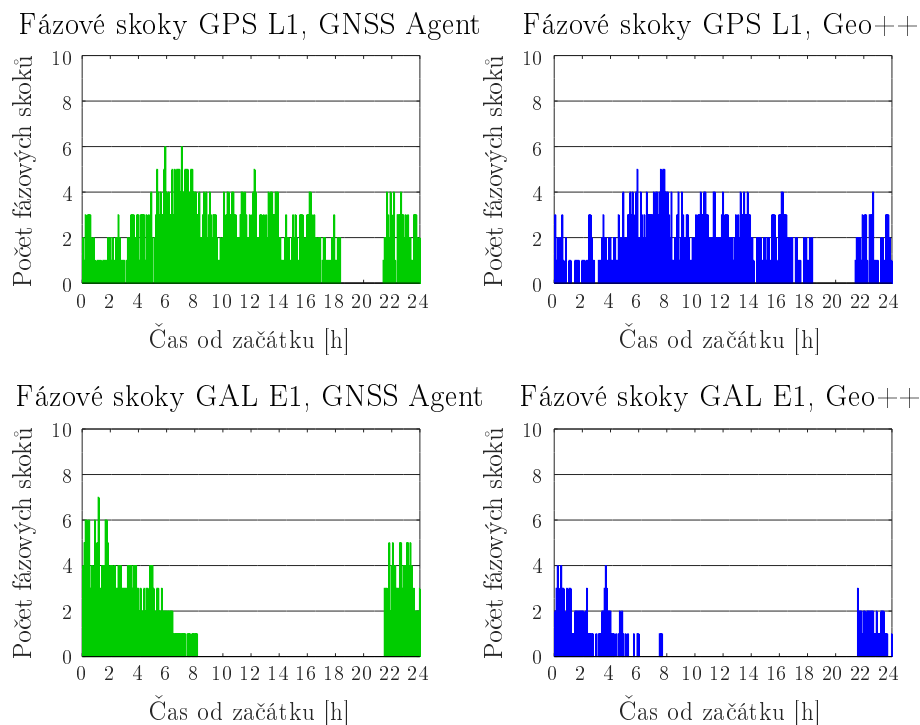 Fázové skoky GPS L1, GNSS Agent
Počet fázových skoků
10
8
6
4
2
0
0 2 4 6 8 10 12 14 16 18 20 22 24
Čas od začátku [h]
Fázové skoky GPS L1, Geo++
Počet fázových skoků
10
8
6
4
2
0
0 2 4 6 8 10 12 14 16 18 20 22 24
Čas od začátku [h]
Fázové skoky GAL E1, GNSS Agent
Počet fázových skoků
10
8
6
4
2
0
0 2 4 6 8 10 12 14 16 18 20 22 24
Čas od začátku [h]
Fázové skoky GAL E1, Geo++
Počet fázových skoků
10
8
6
4
2
0
0 2 4 6 8 10 12 14 16 18 20 22 24
Čas od začátku [h]